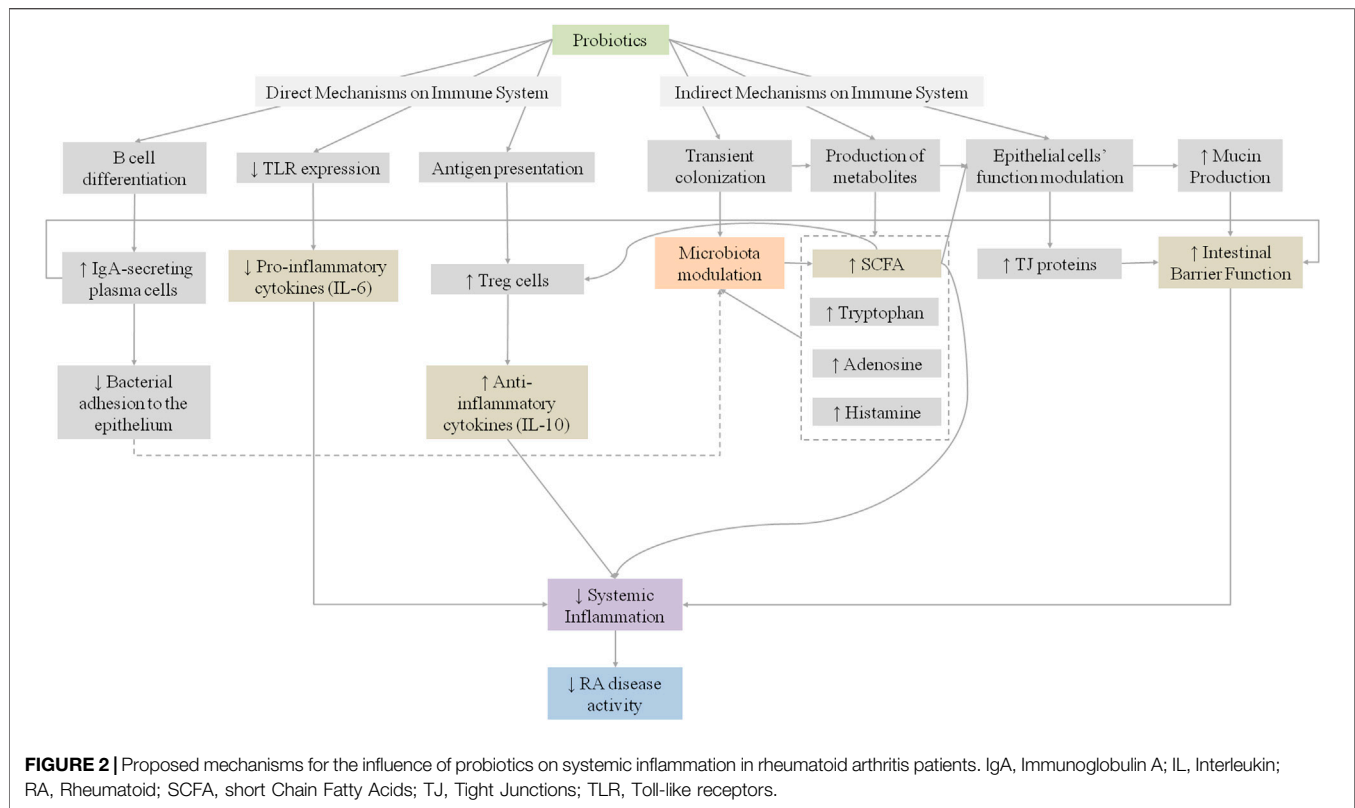 Probiotics
Direct Mechanisms on Immune System
Indirect Mechanisms on Immune System
B cell
differentiation
↓ TLR expression
Antigen presentation
Transient
colonization
Production of
metabolites
Epithelial cells’
function modulation
↑ Mucin
Production
↑ IgA-secreting
plasma cells
↓ Pro-inflammatory
cytokines (IL-6)
↑ Treg cells
Microbiota
modulation
↑ SCFA
↑ TJ proteins
↑ Intestinal
Barrier Function
↑ Tryptophan
↑ Adenosine
↑ Histamine
↓ Bacterial
adhesion to the
epithelium
↑ Anti-
inflammatory
cytokines (IL-10)
↓ Systemic
Inflammation
↓ RA disease
activity
FIGURE 2 | Proposed mechanisms for the influence of probiotics on systemic inflammation in rheumatoid arthritis patients. IgA, Immunoglobulin A; IL, Interleukin;
RA, Rheumatoid; SCFA, short Chain Fatty Acids; TJ, Tight Junctions; TLR, Toll-like receptors.